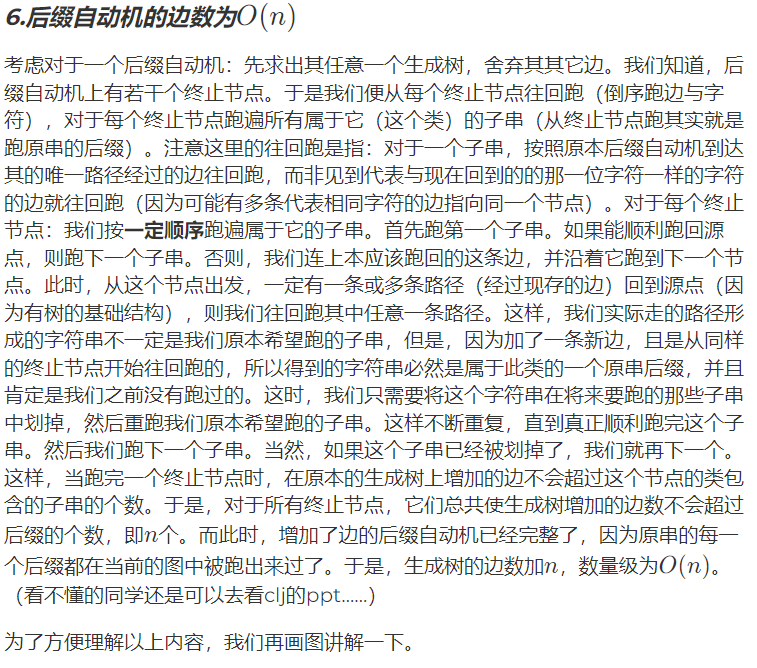 6.后缀自动机的边数为O(n)
考虑对于一个后缀自动机：先求出其任意一个生成树，舍弃其其它边。我们知道，后
缀自动机上有若干个终止节点。于是我们便从每个终止节点往回跑（倒序跑边与字
符），对于每个终止节点跑遍所有属于它（这个类）的子串（从终止节点跑其实就是
跑原串的后缀）。注意这里的往回跑是指：对于一个子串，按照原本后缀自动机到达
其的唯一路径经过的边往回跑，而非见到代表与现在回到的的那一位字符一样的字符
的边就往回跑（因为可能有多条代表相同字符的边指向同一个节点）。对于每个终止
节点：我们按一定顺序跑遍属于它的子串。首先跑第一个子串。如果能顺利跑回源
点，则跑下一个子串。否则，我们连上本应该跑回的这条边，并沿着它跑到下一个节
点。此时，从这个节点出发，一定有一条或多条路径（经过现存的边）回到源点（因
为有树的基础结构），则我们往回跑其中任意一条路径。这样，我们实际走的路径形
成的字符串不一定是我们原本希望跑的子串，但是，因为加了一条新边，且是从同样
的终止节点开始往回跑的，所以得到的字符串必然是属于此类的一个原串后缀，并且
肯定是我们之前没有跑过的。这时，我们只需要将这个字符串在将来要跑的那些子串
中划掉，然后重跑我们原本希望跑的子串。这样不断重复，直到真正顺利跑完这个子
串。然后我们跑下一个子串。当然，如果这个子串已经被划掉了，我们就再下一个。
这样，当跑完一个终止节点时，在原本的生成树上增加的边不会超过这个节点的类包
含的子串的个数。于是，对于所有终止节点，它们总共使生成树增加的边数不会超过
后缀的个数，即n个。而此时，增加了边的后缀自动机已经完整了，因为原串的每一
个后缀都在当前的图中被跑出来过了。于是，生成树的边数加n，数量级为O(n)。
（看不懂的同学还是可以去看clj的ppt......）
为了方便理解以上内容，我们再画图讲解一下。